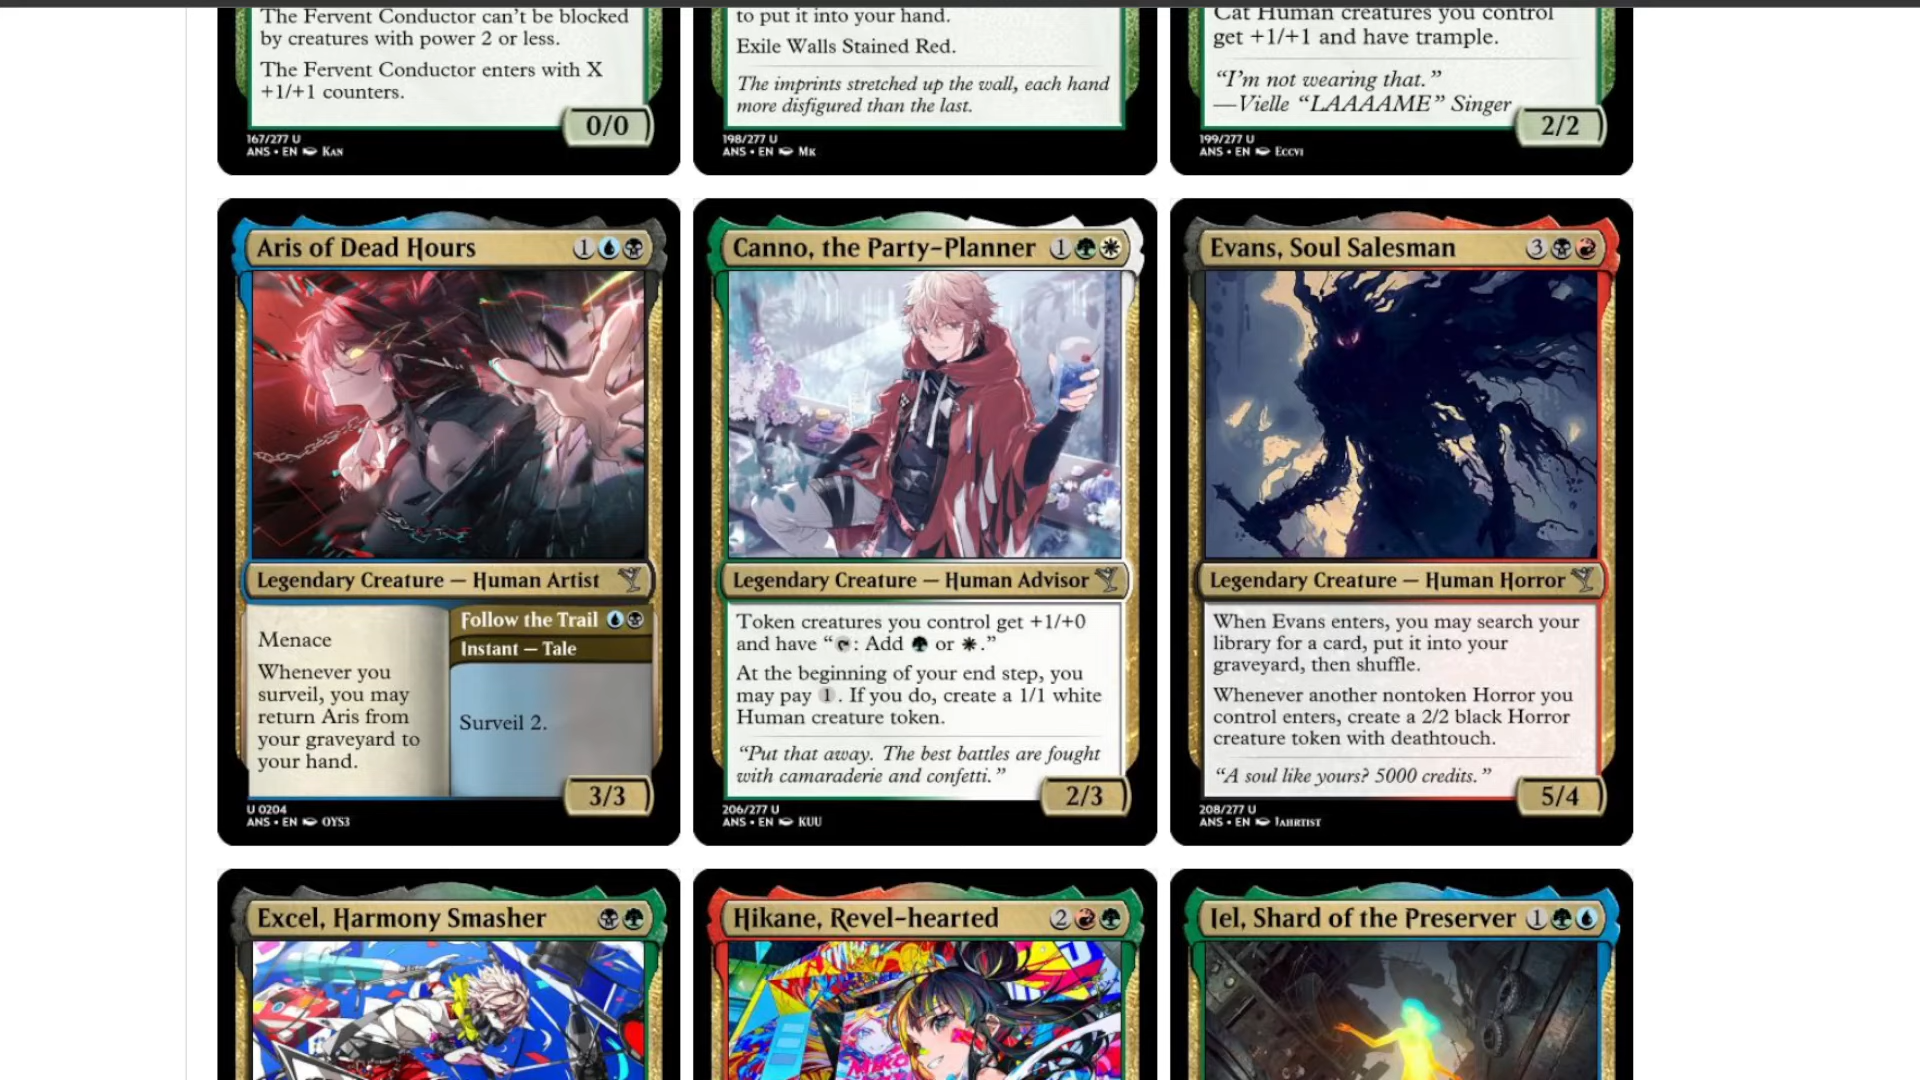 The Fervent Conductor can't be blocked
by creatures with power 2 or less.
The Fervent Conductor enters with X
+1/+1 counters.
0/0
167/277 U
ANS • EN Kan
to put it into your hand.
Exile Walls Stained Red.
The imprints stretched up the wall, each hand
more disfigured than the last.
198/277 U
ANS • EN Mk
Cat Human creatures you control
get +1/+1 and have trample.
“I'm not wearing that.”
—Vielle “LAAAAME” Singer
2/2
199/277 U
ANS • EN Eccvi
Aris of Dead Hours 1
Legendary Creature — Human Artist
Menace
Whenever you
surveil, you may
return Aris from
your graveyard to
your hand.
Follow the Trail
Instant — Tale
Surveil 2.
3/3
U 0204
ANS • EN OYS3
Canno, the Party-Planner 1
Legendary Creature — Human Advisor
Token creatures you control get +1/+0
and have “: Add or .”
At the beginning of your end step, you
may pay 1. If you do, create a 1/1 white
Human creature token.
“Put that away. The best battles are fought
with camaraderie and confetti.”
2/3
206/277 U
ANS • EN KUU
Evans, Soul Salesman 3
Legendary Creature — Human Horror
When Evans enters, you may search your
library for a card, put it into your
graveyard, then shuffle.
Whenever another nontoken Horror you
control enters, create a 2/2 black Horror
creature token with deathtouch.
“A soul like yours? 5000 credits.”
5/4
208/277 U
ANS • EN 1AHRTIST
Excel, Harmony Smasher
Hikane, Revel-hearted 2
Iel, Shard of the Preserver 1